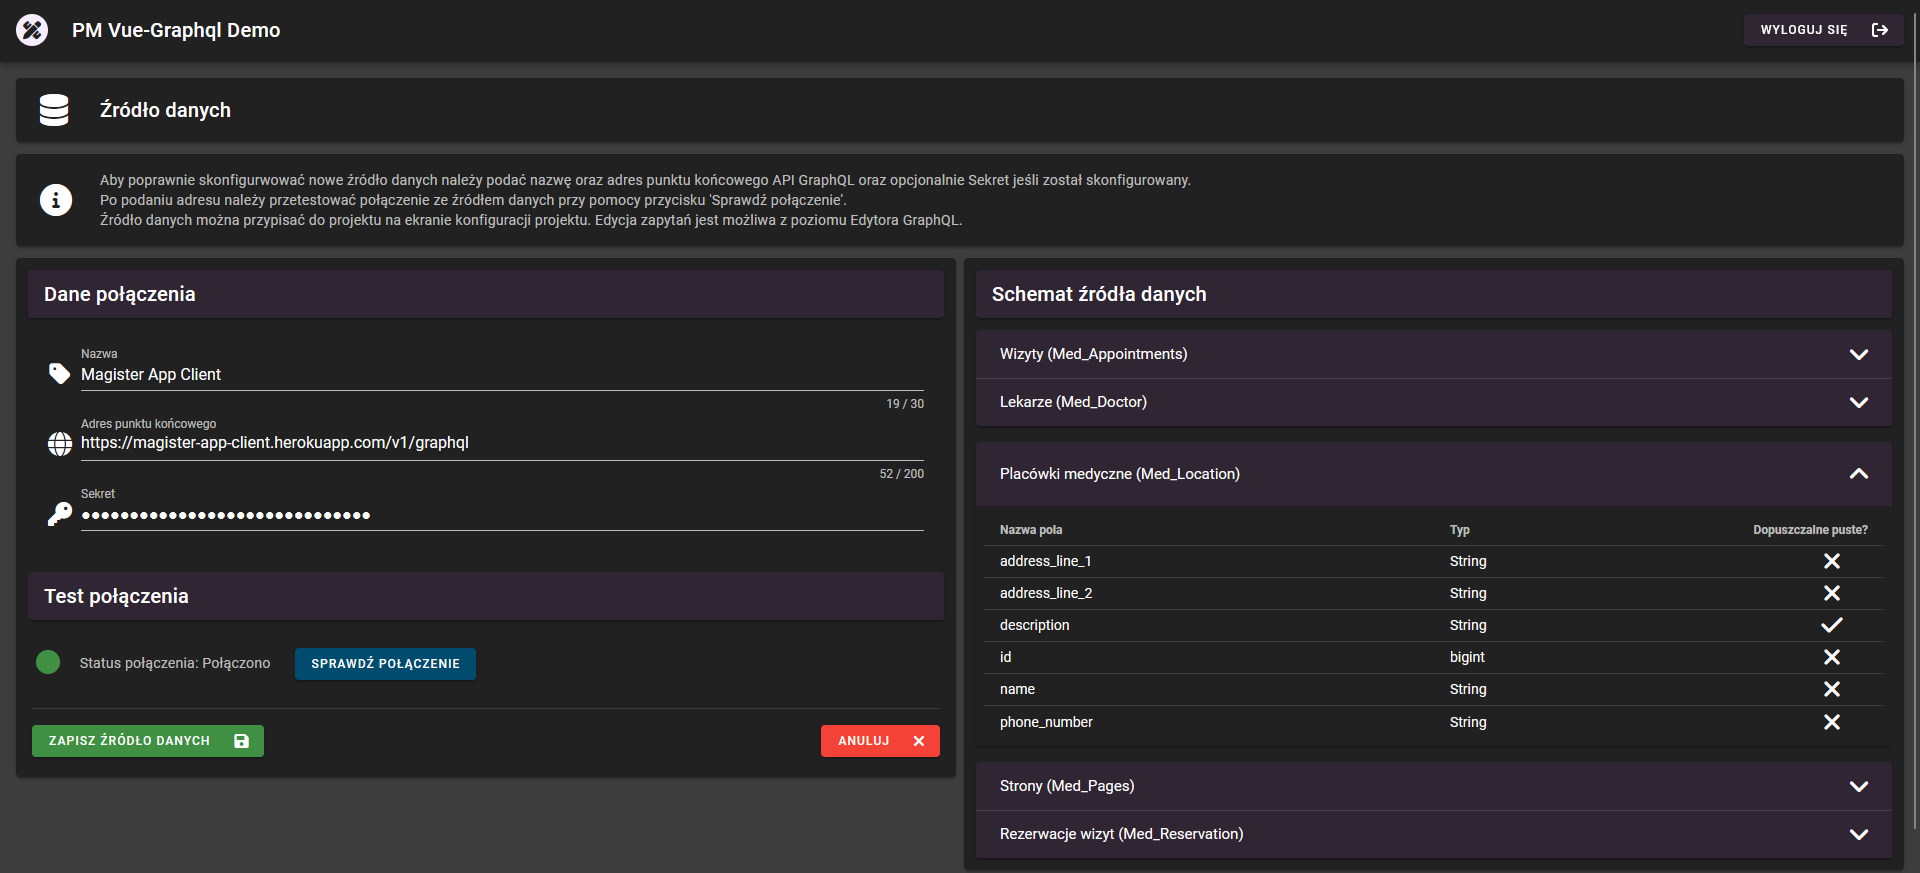 PM Vue-Graphql Demo
WYLOGUJ SIĘ
Źródło danych
Aby poprawnie skonfigurwować nowe źródło danych należy podać nazwę oraz adres punktu końcowego API GraphQL oraz opcjonalnie Sekret jeśli został skonfigurowany.
Po podaniu adresu należy przetestować połączenie ze źródłem danych przy pomocy przycisku 'Sprawdź połączenie'.
Źródło danych można przypisać do projektu na ekranie konfiguracji projektu. Edycja zapytań jest możliwa z poziomu Edytora GraphQL.
Dane połączenia
Nazwa
Magister App Client
19 / 30
Adres punktu końcowego
https://magister-app-client.herokuapp.com/v1/graphql
52 / 200
Sekret
●●●●●●●●●●●●●●●●●●●●●●●●●●●●●●
Test połączenia
Status połączenia: Połączono
SPRAWDŹ POŁĄCZENIE
ZAPISZ ŹRÓDŁO DANYCH
ANULUJ
Schemat źródła danych
Wizyty (Med_Appointments)
Lekarze (Med_Doctor)
Placówki medyczne (Med_Location)
Nazwa pola Typ Dopuszczalne puste?
address_line_1 String
address_line_2 String
description String
id bigint
name String
phone_number String
Strony (Med_Pages)
Rezerwacje wizyt (Med_Reservation)